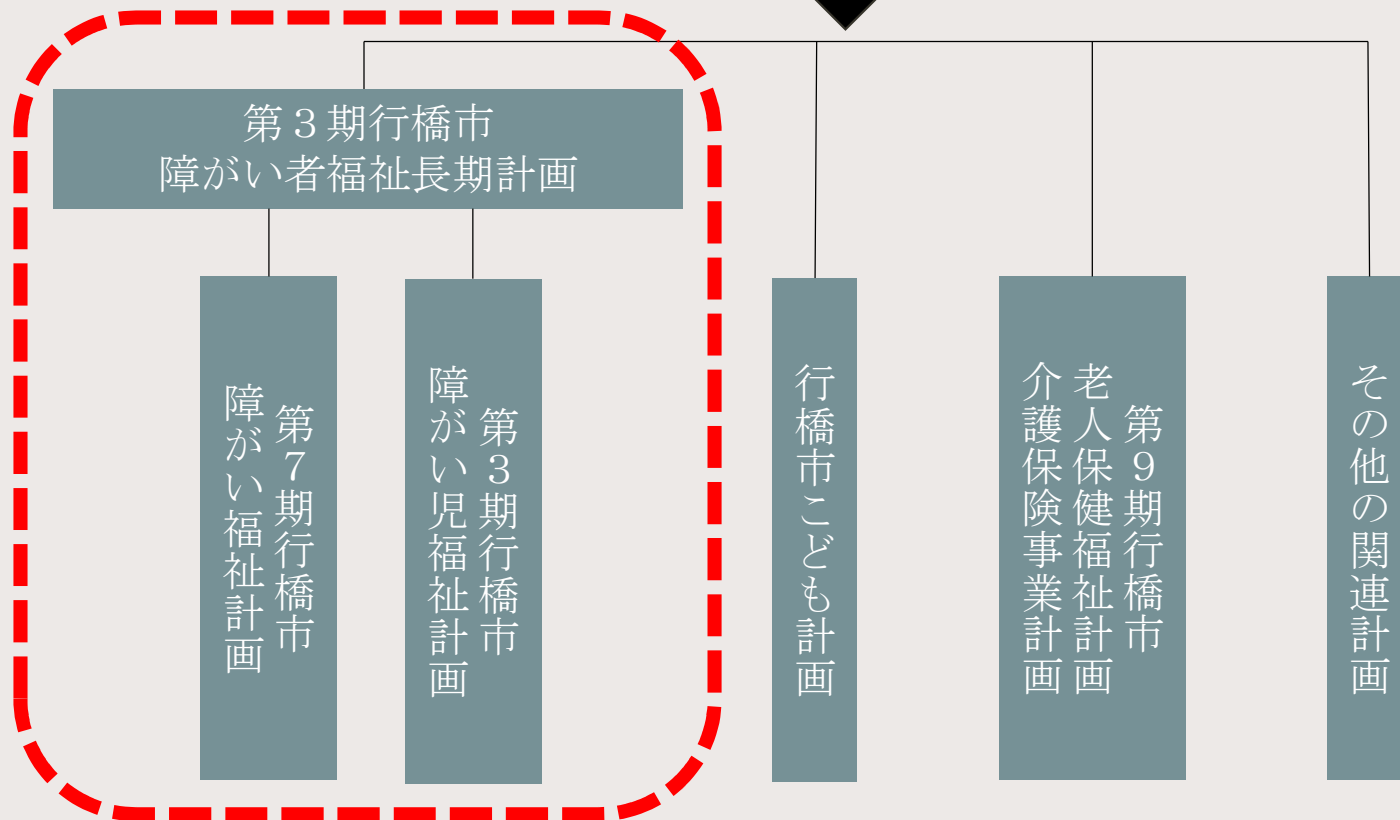 第３期行橋市
障がい者福祉長期計画
第７期行橋市
障がい福祉計画
第３期行橋市
障がい児福祉計画
行橋市こども計画
第９期行橋市
老人保健福祉計画
介護保険事業計画
その他の関連計画